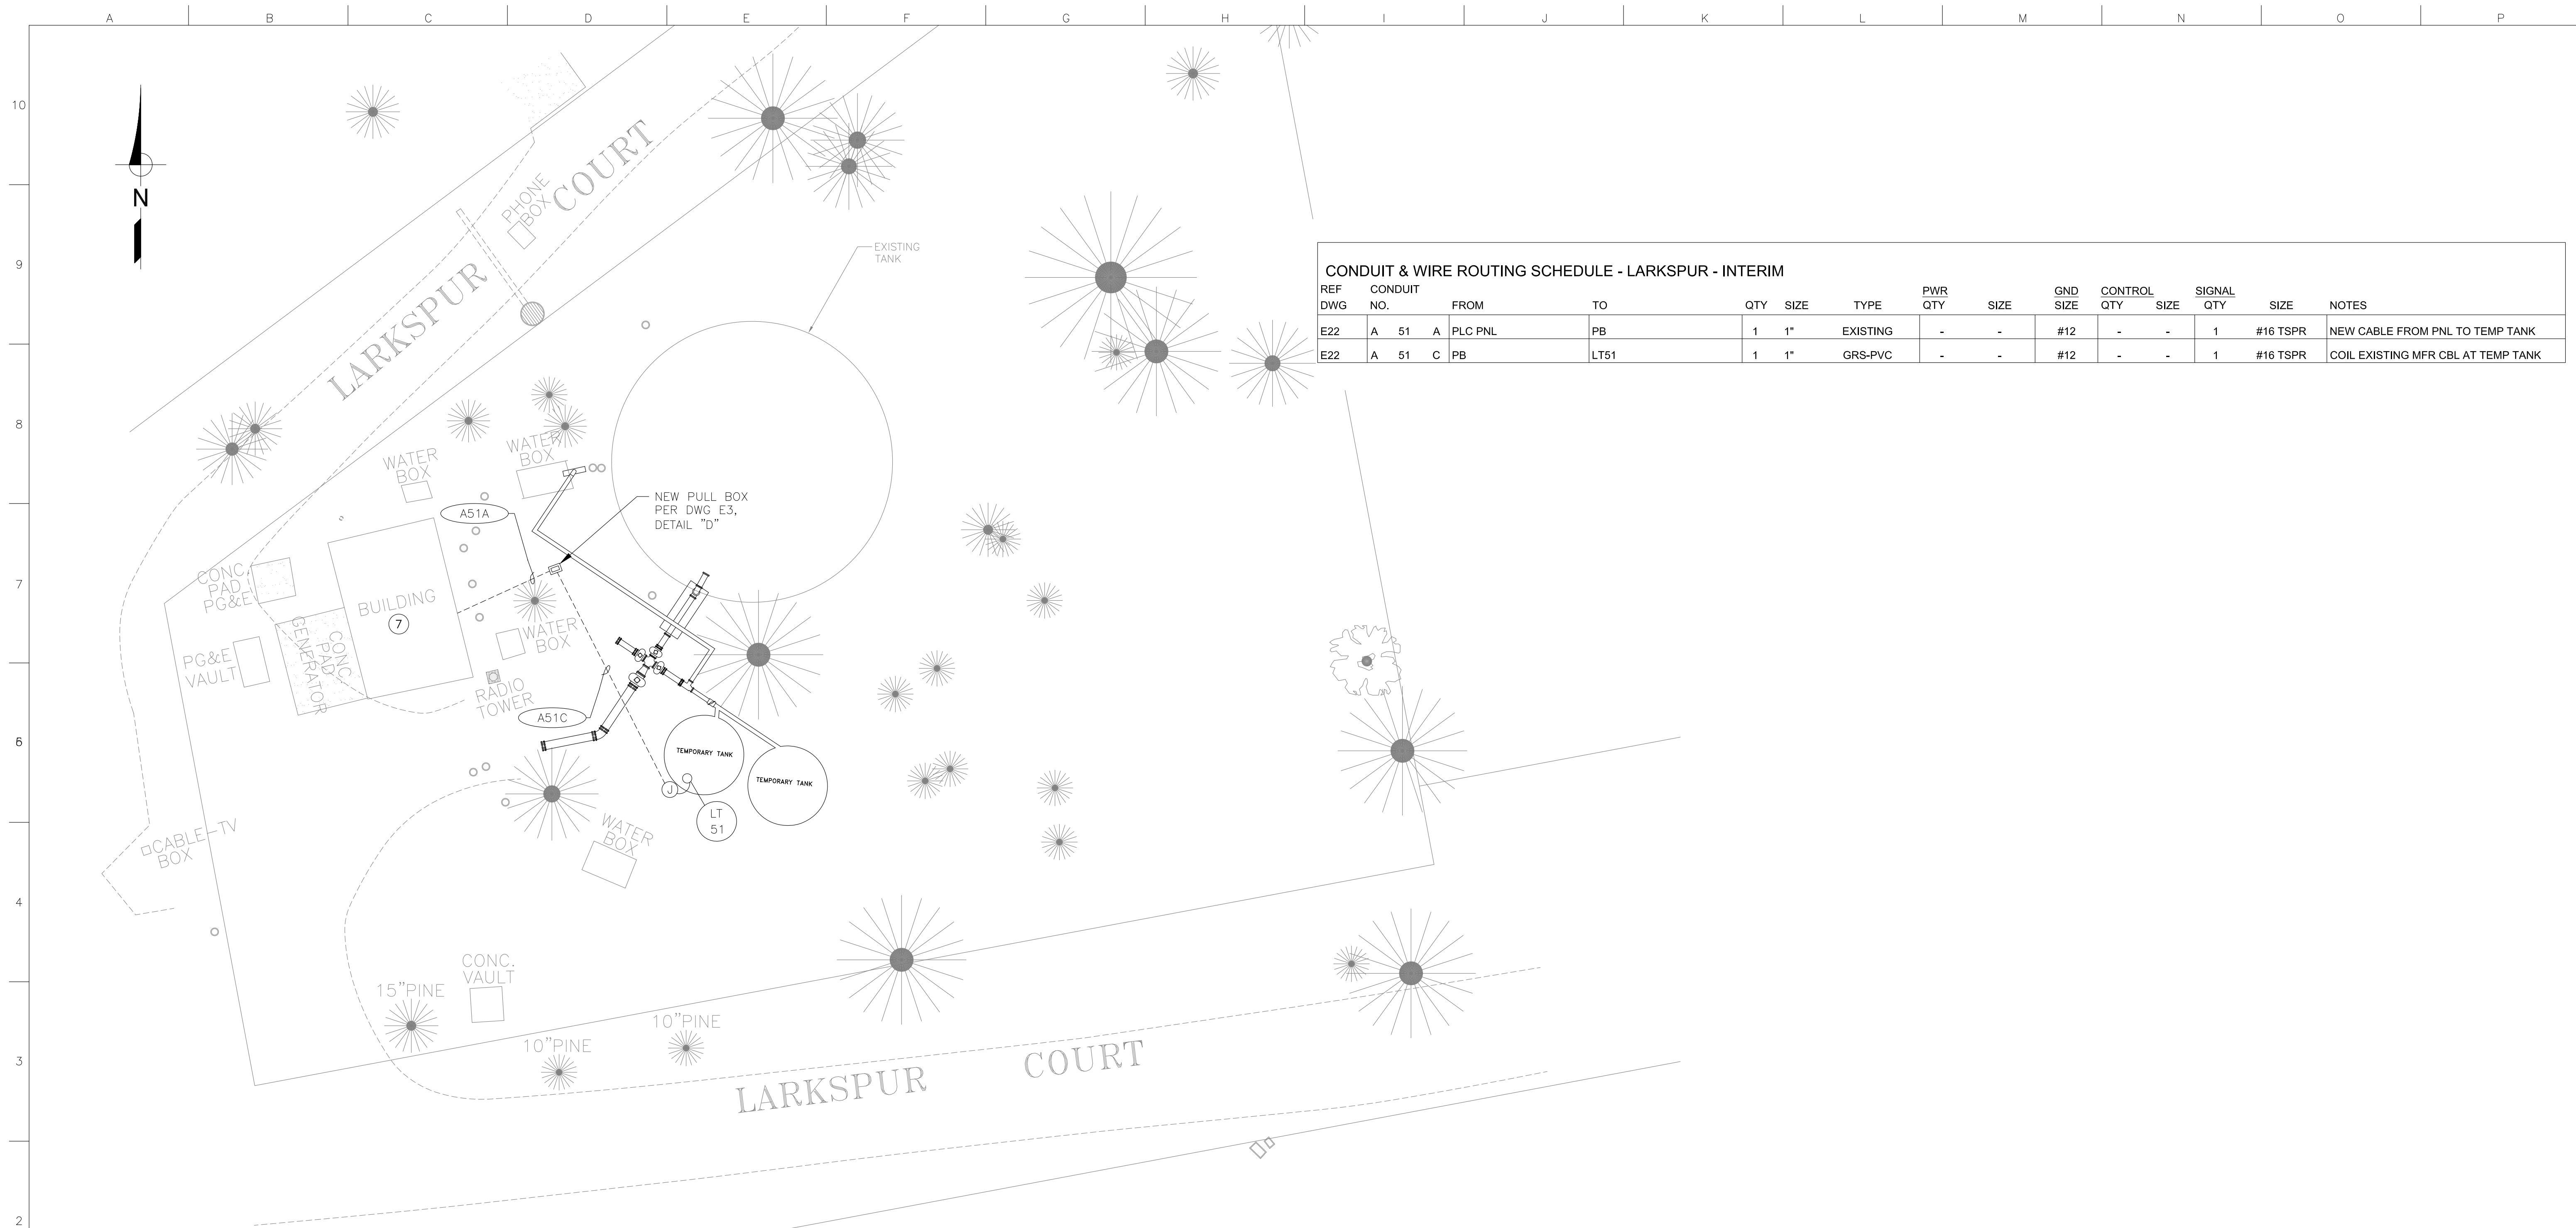 A B C D E F G H I J K L M N O P
10
9
8
7
6
5
4
3
2
N
LARKSPUR COURT
PHONE
BOX
EXISTING
TANK
CONDUIT & WIRE ROUTING SCHEDULE - LARKSPUR - INTERIM
REF CONDUIT PWR GND CONTROL SIGNAL
DWG NO. FROM TO QTY SIZE TYPE QTY SIZE SIZE QTY SIZE QTY SIZE NOTES
E22 A 51 A PLC PNL PB 1 1" EXISTING - - #12 - - 1 #16 TSPR NEW CABLE FROM PNL TO TEMP TANK
E22 A 51 C PB LT51 1 1" GRS-PVC - - #12 - - 1 #16 TSPR COIL EXISTING MFR CBL AT TEMP TANK
WATER
BOX
WATER
BOX
A51A
NEW PULL BOX
PER DWG E3,
DETAIL "D"
CONC.
PAD
PG&E
BUILDING
7
GENERATOR
PAD
CONC
WATER
BOX
PG&E
VAULT
RADIO
TOWER
A51C
TEMPORARY TANK
TEMPORARY TANK
J
LT
51
CABLE-TV
BOX
WATER
BOX
CONC.
VAULT
15"PINE
10"PINE
10"PINE
LARKSPUR COURT